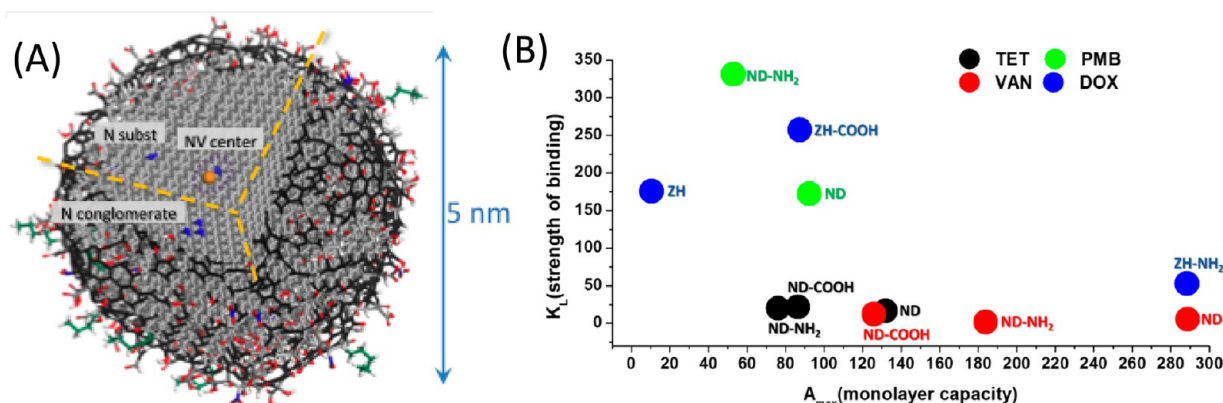 (A)
N subst
NV center
N conglomerate
5 nm
(B)
TET
PMB
VAN
DOX
K_L(strength of binding)
350
300
250
200
150
100
50
0
ND-NH₂
ZH-COOH
ZH
ND
ZH-NH₂
ND-COOH
ND
ND-NH₂
ND-COOH
ND-NH₂
ND
0 20 40 60 80 100 120 140 160 180 200 220 240 260 280 300
A_max(monolayer capacity)